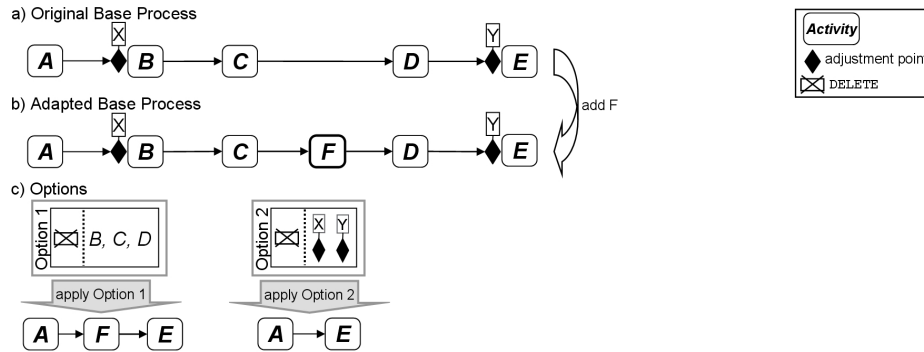 a) Original Base Process
X
Y
A B C D E
b) Adapted Base Process
X
Y
A B C F D E
add F
c) Options
Option 1
B, C, D
Option 2
X Y
apply Option 1
apply Option 2
A F E
A E
Activity
adjustment poin
DELETE